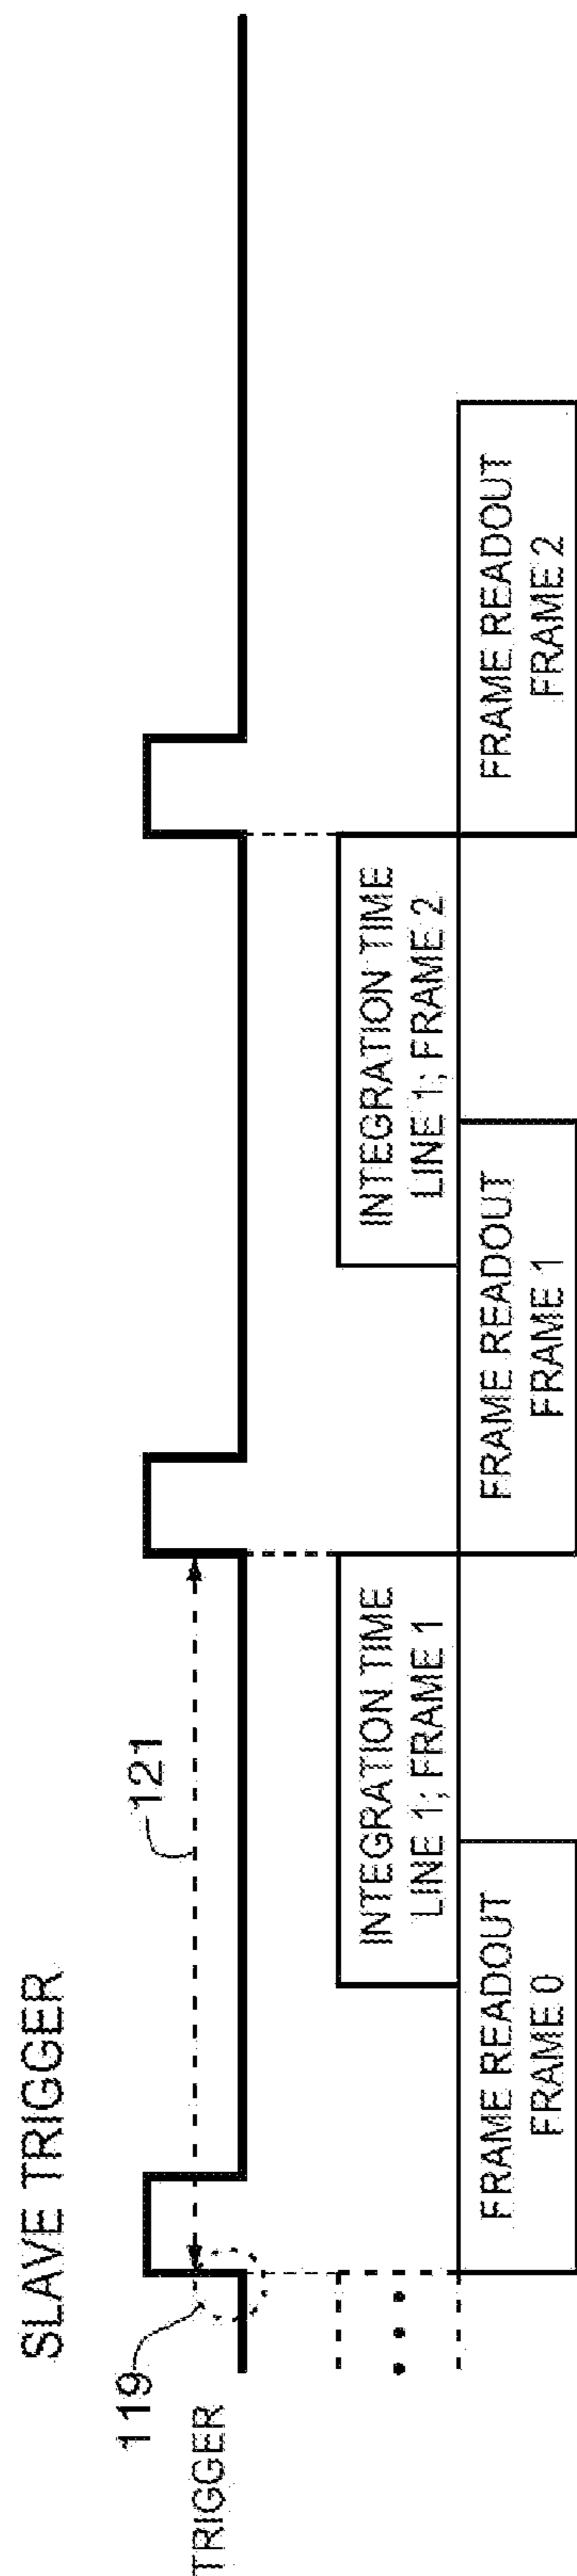 SLAVE TRIGGER
119
121
TRIGGER
INTEGRATION TIME
LINE 1; FRAME 1
INTEGRATION TIME
LINE 1; FRAME 2
FRAME READOUT
FRAME 0
FRAME READOUT
FRAME 1
FRAME READOUT
FRAME 2